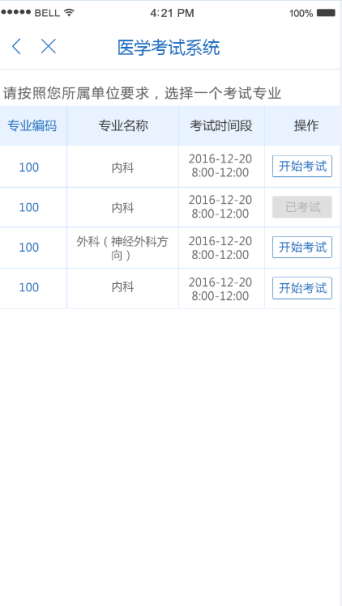 BELL 4:21 PM 100%
医学考试系统
请按照您所属单位要求，选择一个考试专业
专业编码 专业名称 考试时间段 操作
100 内科 2016-12-20 8:00-12:00 开始考试
100 内科 2016-12-20 8:00-12:00 已考试
100 外科（神经外科方向） 2016-12-20 8:00-12:00 开始考试
100 内科 2016-12-20 8:00-12:00 开始考试